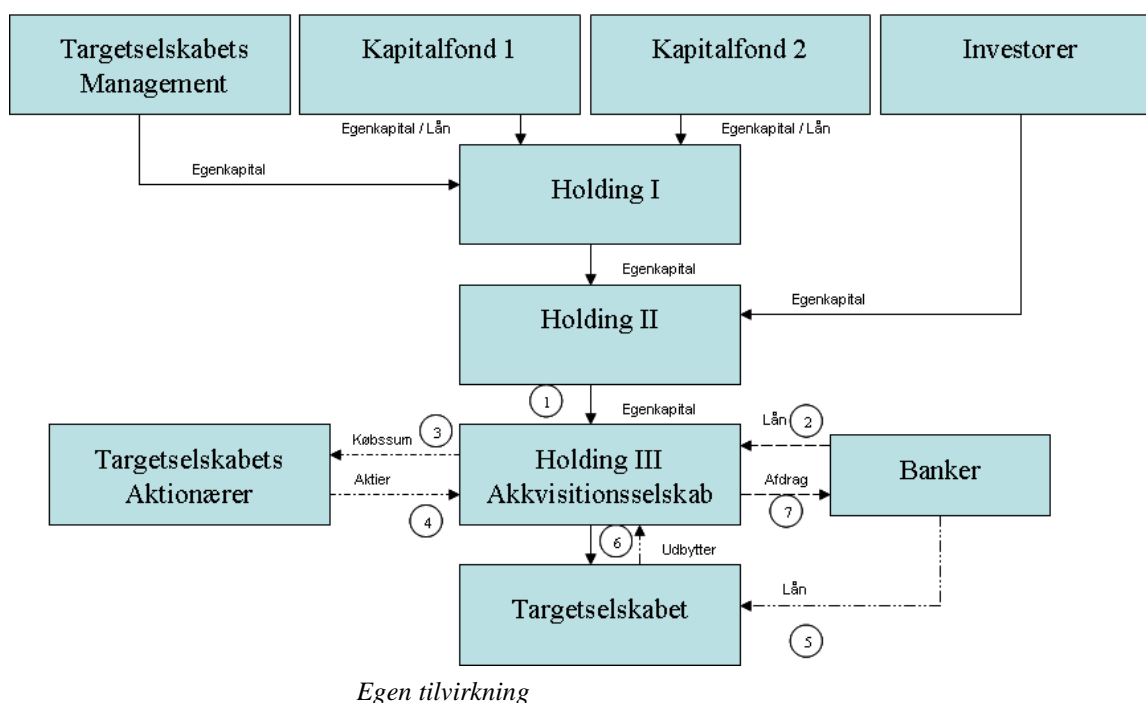 Targetselskabets
Management
Kapitalfond 1
Kapitalfond 2
Investorer
Egenkapital / Lån
Egenkapital / Lån
Egenkapital
Holding I
Egenkapital
Egenkapital
Holding II
1
Egenkapital
Købssum
3
Lån
2
Targetselskabets
Aktionærer
Aktier
4
Holding III
Akkvisitionsselskab
Afdrag
7
Banker
6
Udbytter
Targetselskabet
Lån
5
Egen tilvirkning